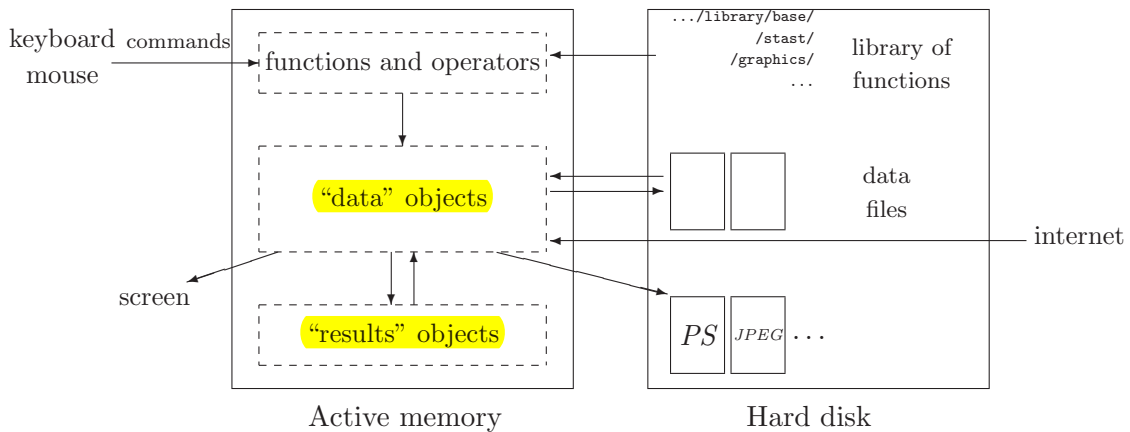 keyboard
mouse
commands
functions and operators
“data” objects
“results” objects
screen
Active memory
.../library/base/
/stast/
/graphics/
...
library of
functions
data
files
internet
PS
JPEG
...
Hard disk